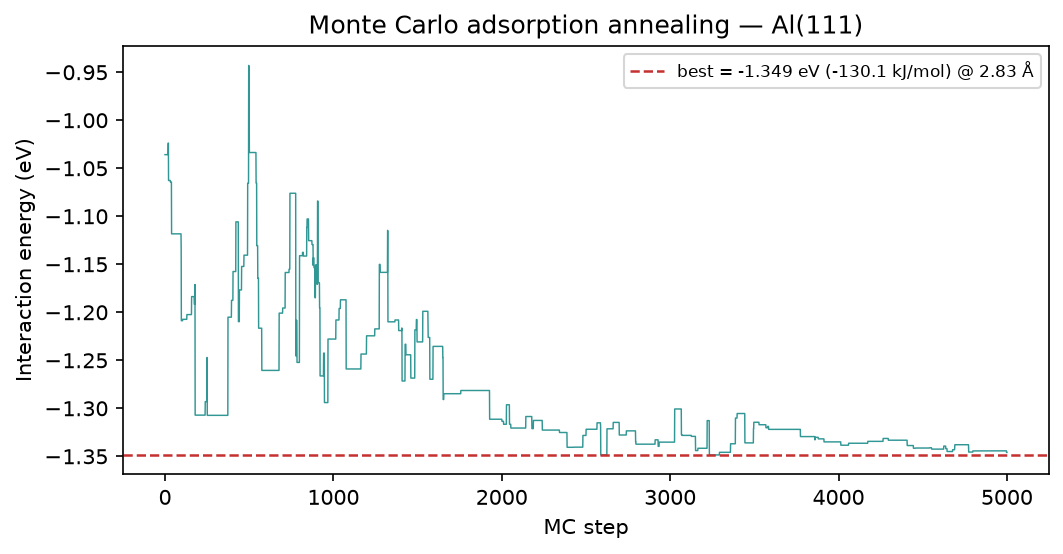 Monte Carlo adsorption annealing — Al(111)
best = -1.349 eV (-130.1 kJ/mol) @ 2.83 Å
Interaction energy (eV)
−0.95
−1.00
−1.05
−1.10
−1.15
−1.20
−1.25
−1.30
−1.35
0 1000 2000 3000 4000 5000
MC step